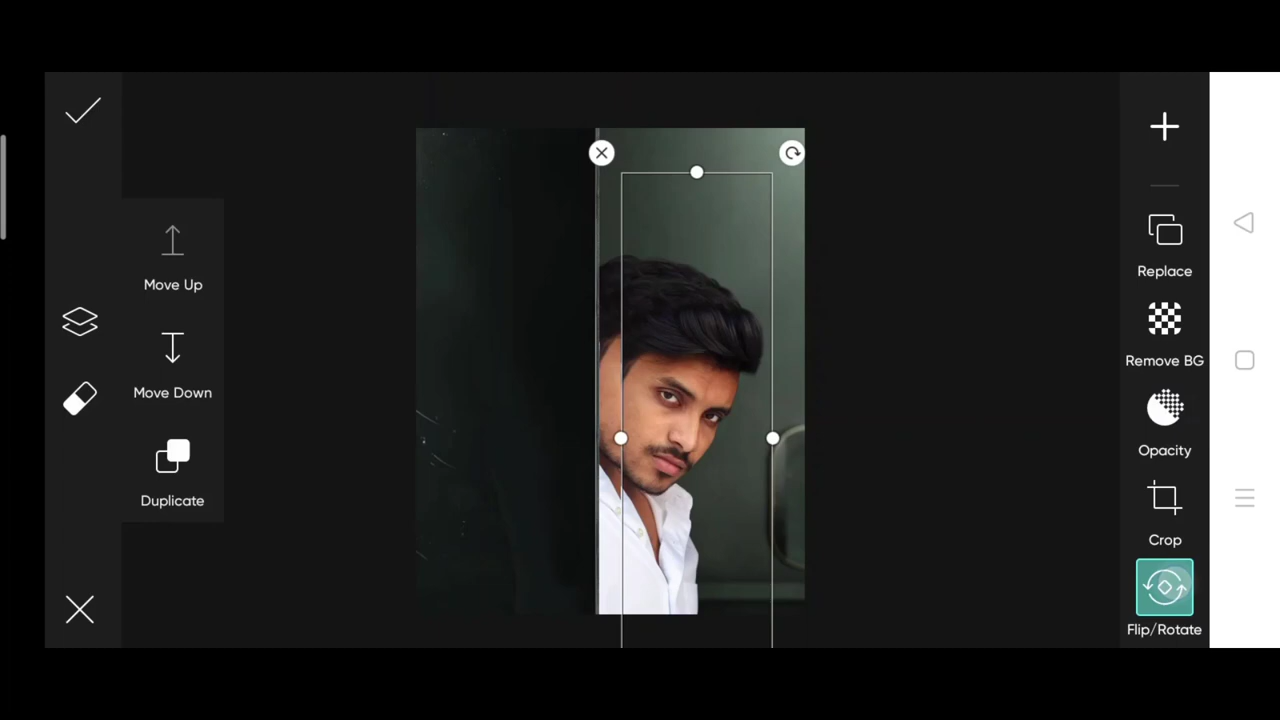 Move Up
Move Down
Duplicate
Replace
Remove BG
Opacity
Crop
Flip/Rotate